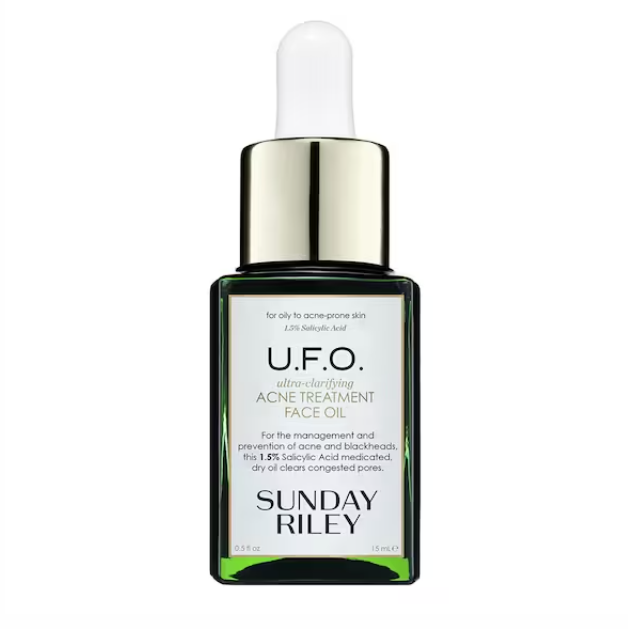 for oily to acne-prone skin
1.5% Salicylic Acid
U.F.O.
ultra-clarifying
ACNE TREATMENT
FACE OIL
For the management and
prevention of acne and blackheads,
this 1.5% Salicylic Acid medicated,
dry oil clears congested pores.
SUNDAY
RILEY
0.5 fl oz 15 mL ℮